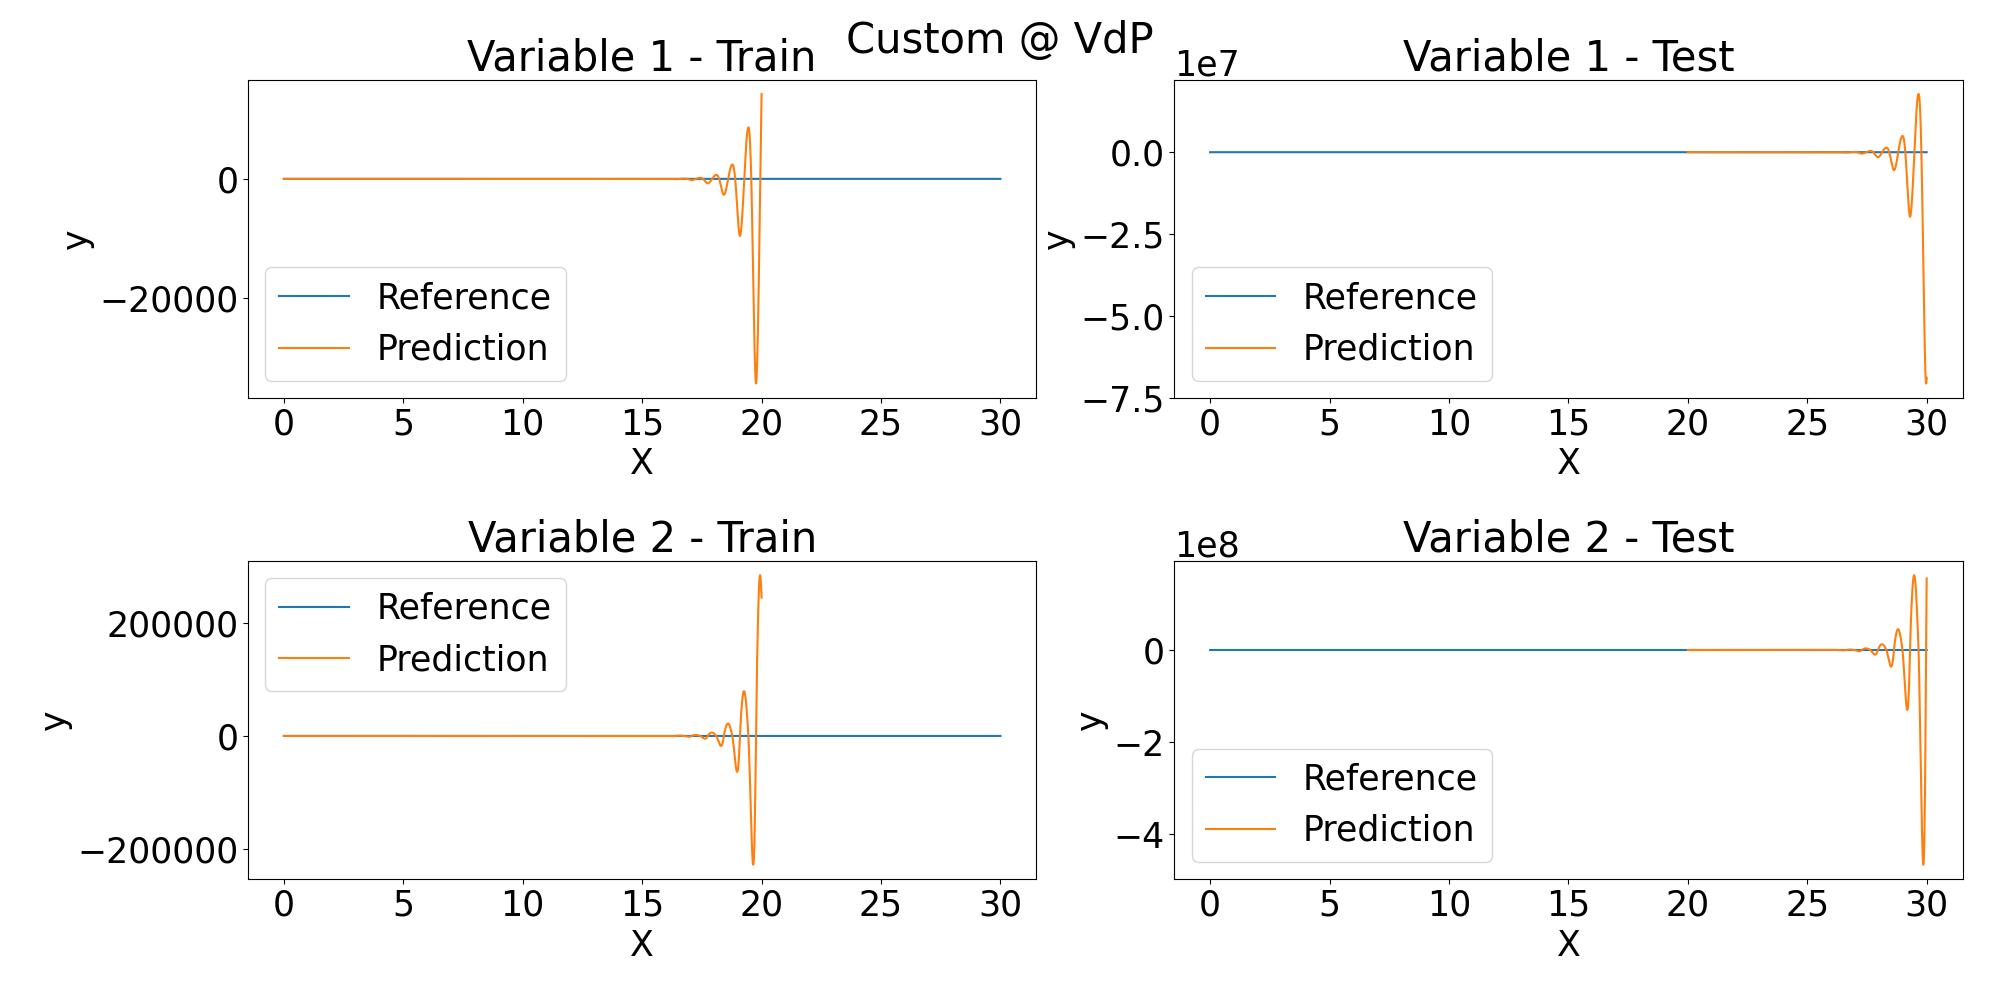 Custom @ VdP
Variable 1 - Train
0
−20000
y
Reference
Prediction
0 5 10 15 20 25 30
X
Variable 1 - Test
1e7
0.0
−2.5
−5.0
−7.5
y
Reference
Prediction
0 5 10 15 20 25 30
X
Variable 2 - Train
200000
0
−200000
y
Reference
Prediction
0 5 10 15 20 25 30
X
Variable 2 - Test
1e8
0
−2
−4
y
Reference
Prediction
0 5 10 15 20 25 30
X